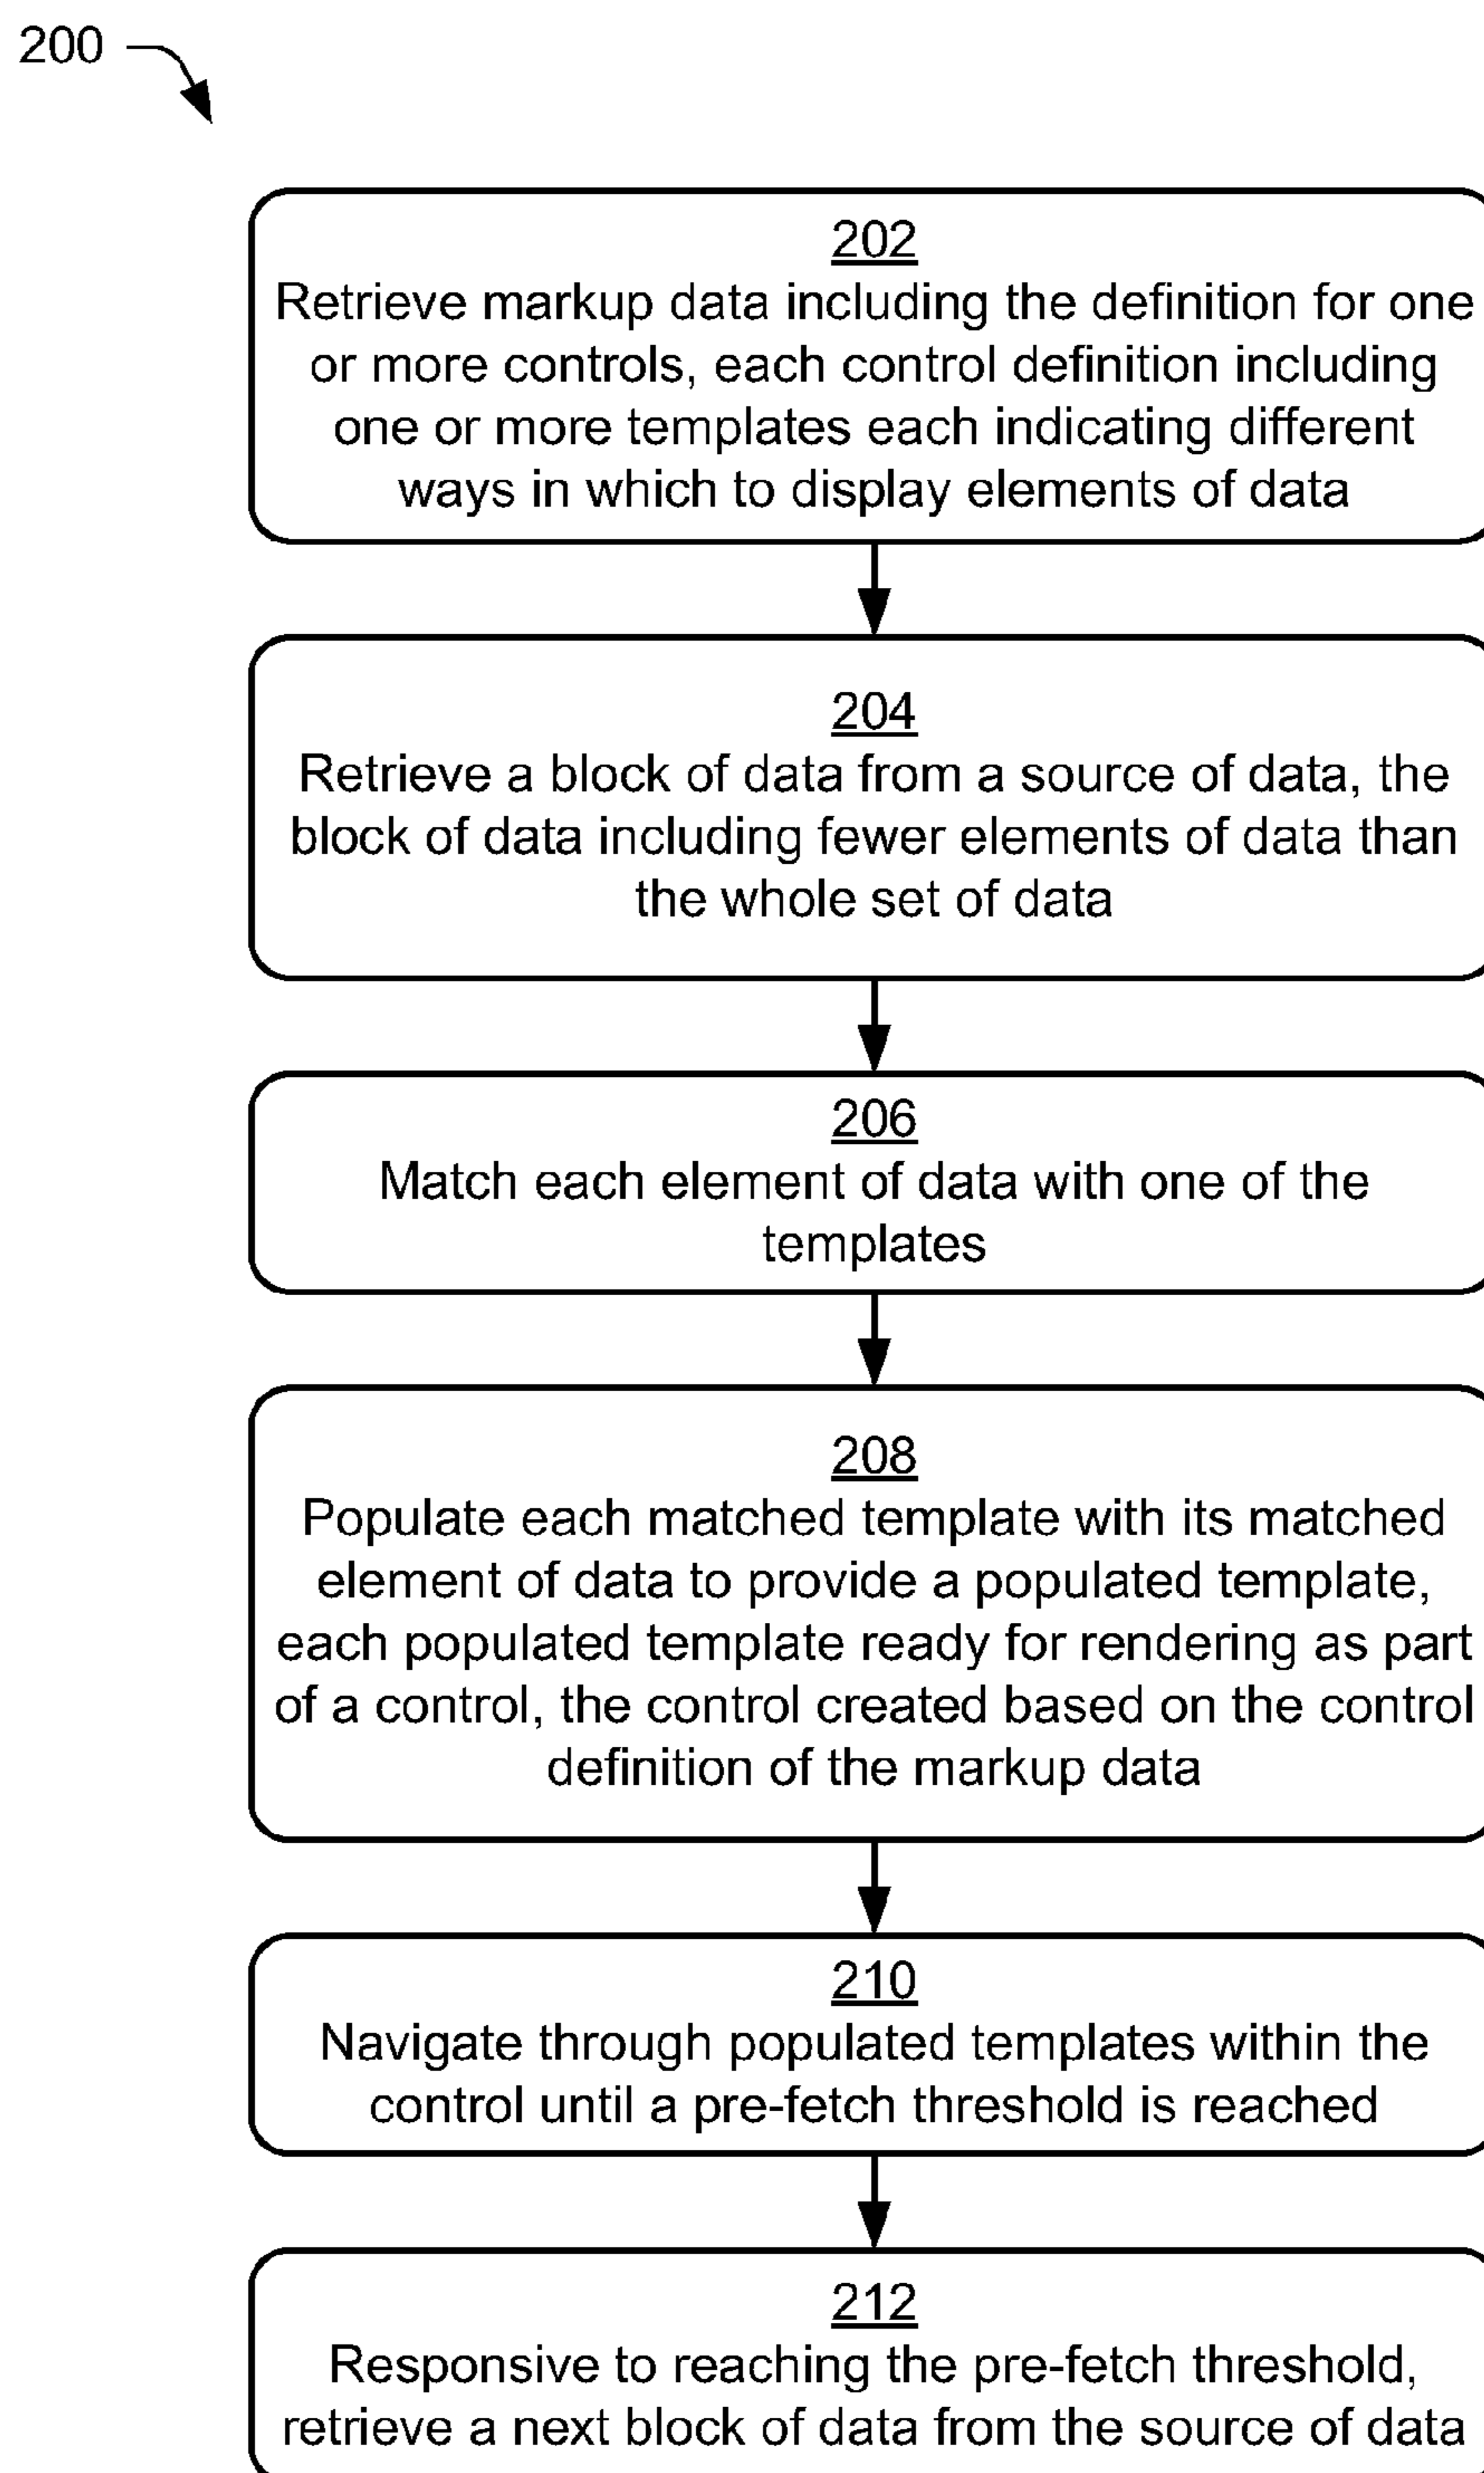 200
202
Retrieve markup data including the definition for one
or more controls, each control definition including
one or more templates each indicating different
ways in which to display elements of data
204
Retrieve a block of data from a source of data, the
block of data including fewer elements of data than
the whole set of data
206
Match each element of data with one of the
templates
208
Populate each matched template with its matched
element of data to provide a populated template,
each populated template ready for rendering as part
of a control, the control created based on the control
definition of the markup data
210
Navigate through populated templates within the
control until a pre-fetch threshold is reached
212
Responsive to reaching the pre-fetch threshold,
retrieve a next block of data from the source of data